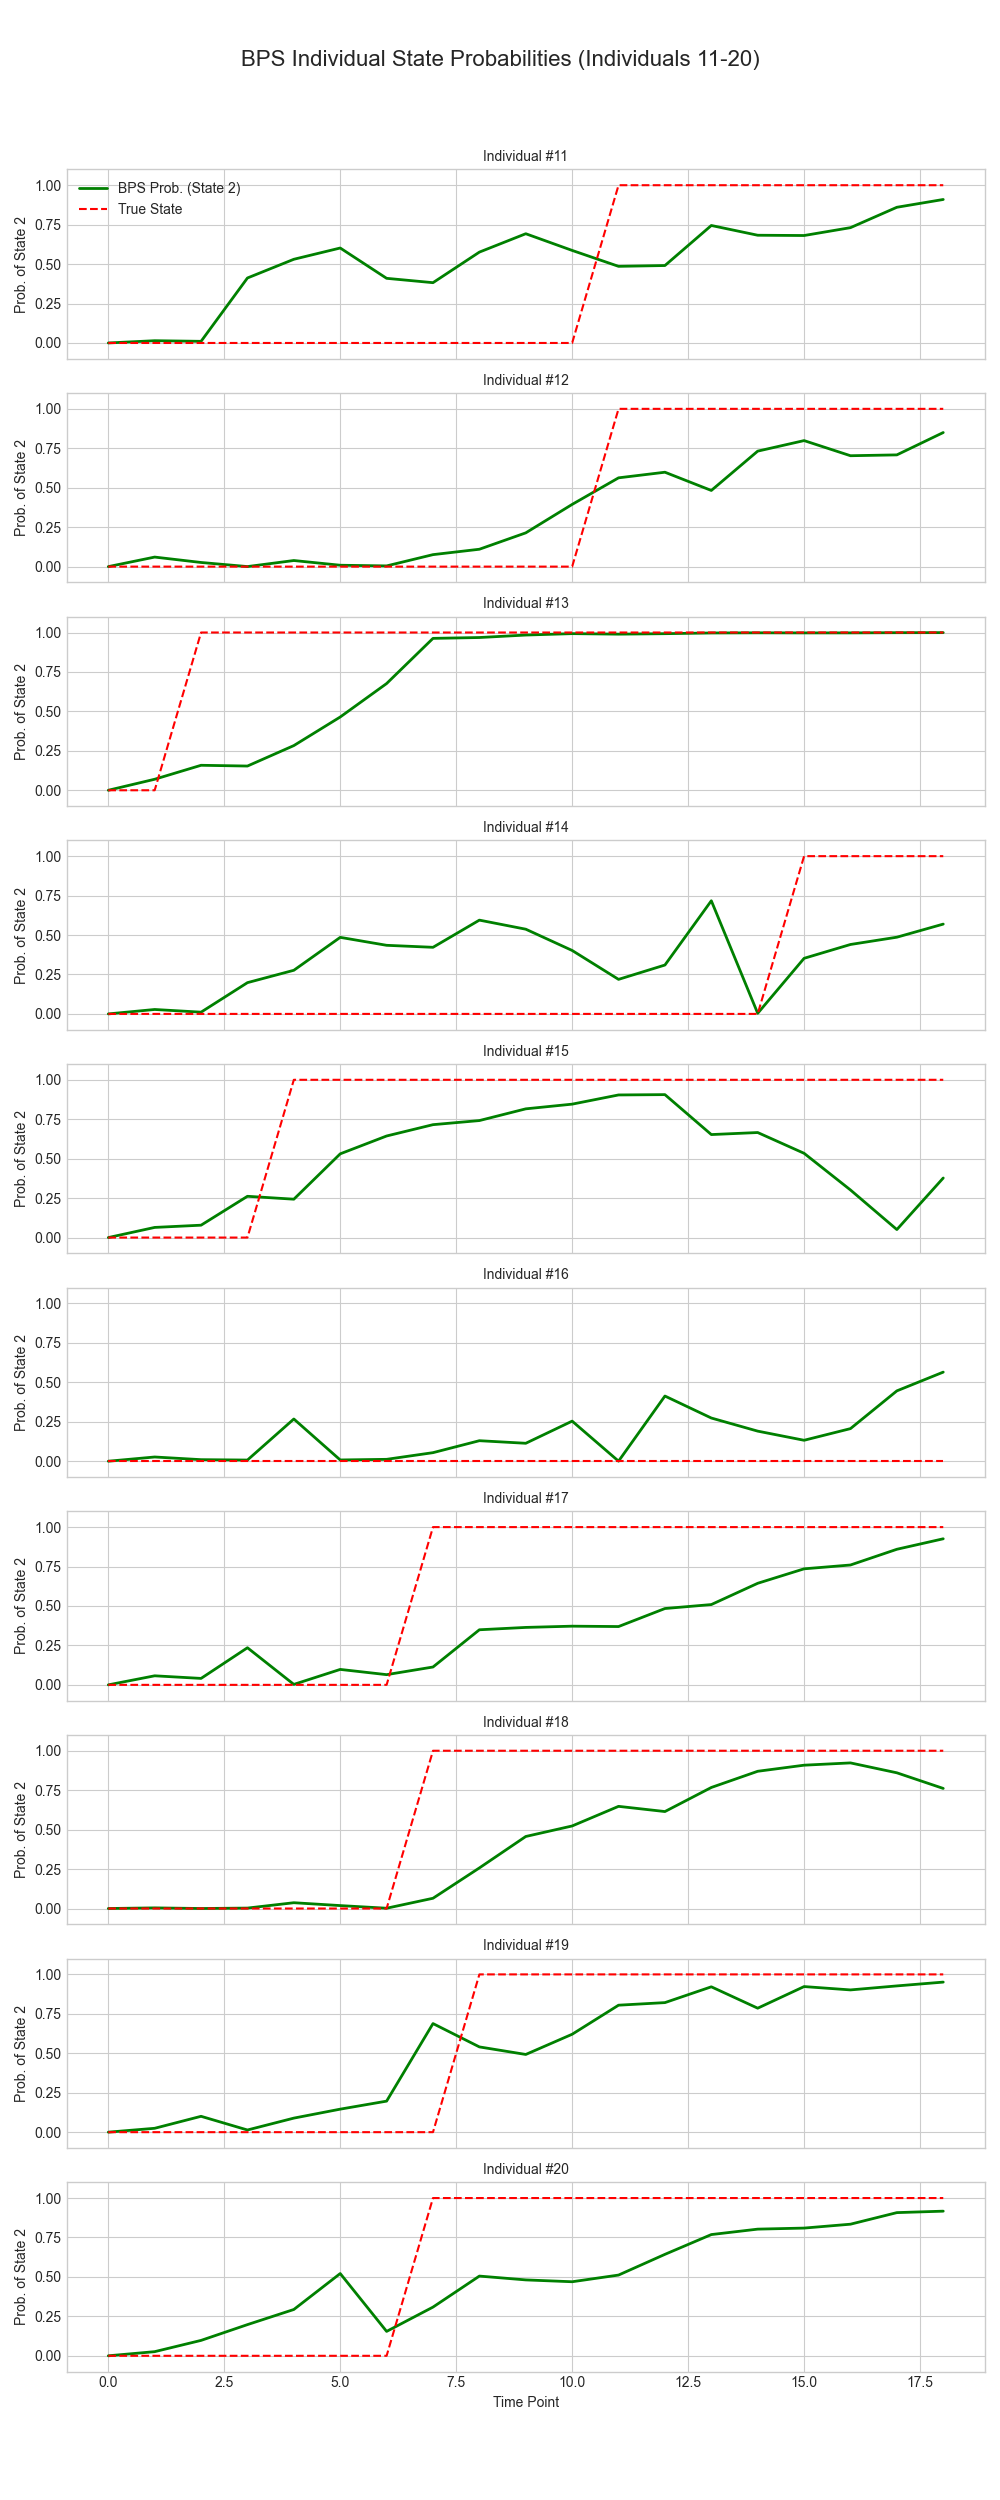 BPS Individual State Probabilities (Individuals 11-20)
Individual #11
BPS Prob. (State 2)
True State
Prob. of State 2
1.00
0.75
0.50
0.25
0.00
Individual #12
Prob. of State 2
1.00
0.75
0.50
0.25
0.00
Individual #13
Prob. of State 2
1.00
0.75
0.50
0.25
0.00
Individual #14
Prob. of State 2
1.00
0.75
0.50
0.25
0.00
Individual #15
Prob. of State 2
1.00
0.75
0.50
0.25
0.00
Individual #16
Prob. of State 2
1.00
0.75
0.50
0.25
0.00
Individual #17
Prob. of State 2
1.00
0.75
0.50
0.25
0.00
Individual #18
Prob. of State 2
1.00
0.75
0.50
0.25
0.00
Individual #19
Prob. of State 2
1.00
0.75
0.50
0.25
0.00
Individual #20
Prob. of State 2
1.00
0.75
0.50
0.25
0.00
0.0 2.5 5.0 7.5 10.0 12.5 15.0 17.5
Time Point